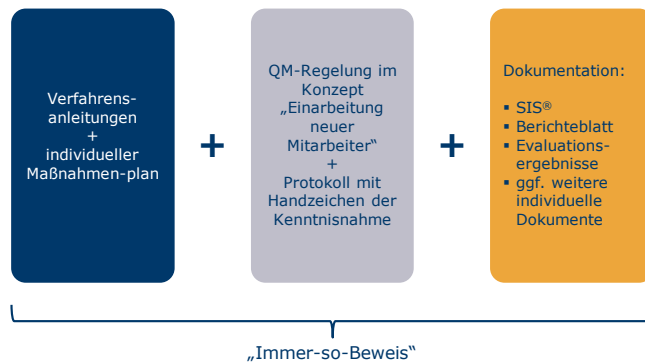 Verfahrens-
anleitungen
+
individueller
Maßnahmen-plan
+
QM-Regelung im
Konzept
„Einarbeitung
neuer
Mitarbeiter“
+
Protokoll mit
Handzeichen der
Kenntnisnahme
+
Dokumentation:
▪ SIS®
▪ Berichteblatt
▪ Evaluations-
ergebnisse
▪ ggf. weitere
individuelle
Dokumente
„Immer-so-Beweis“